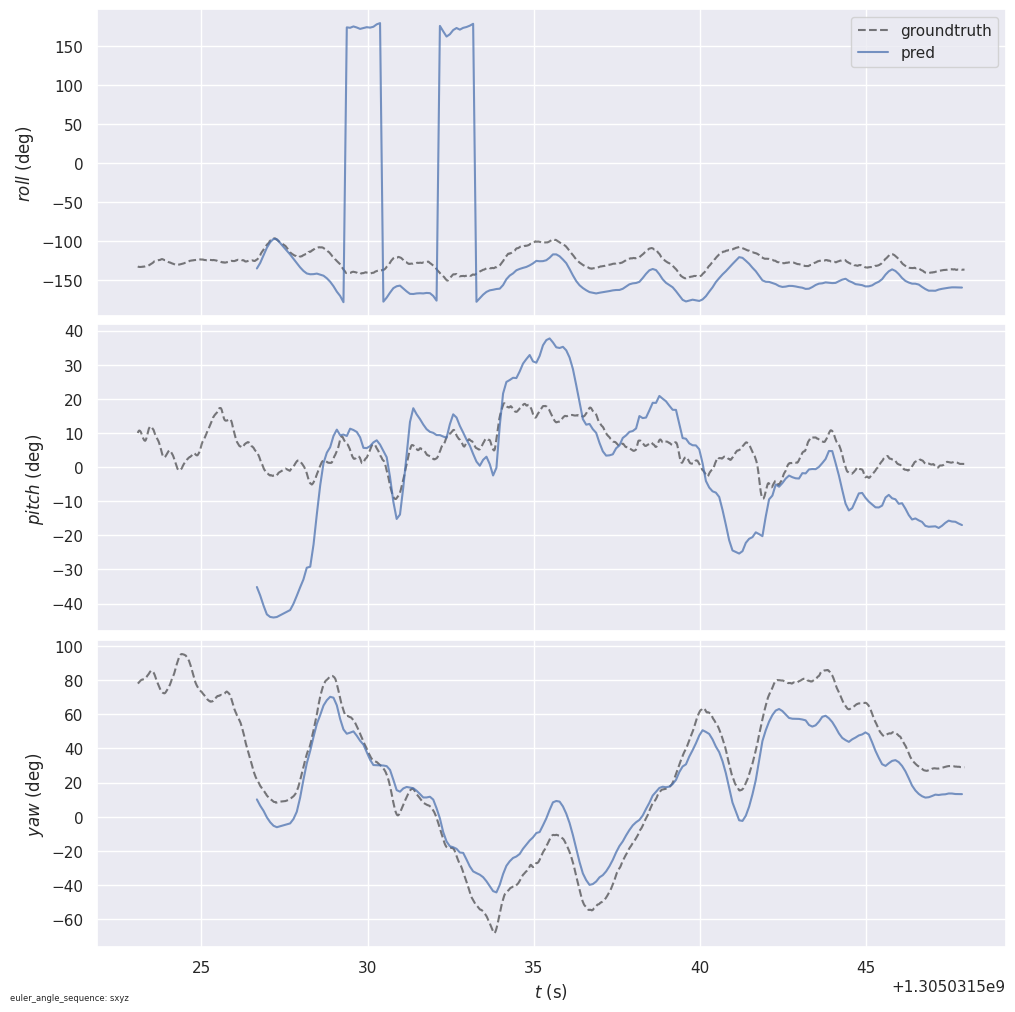 groundtruth
pred
150
100
50
0
−50
−100
−150
roll (deg)
40
30
20
10
0
−10
−20
−30
−40
pitch (deg)
100
80
60
40
20
0
−20
−40
−60
yaw (deg)
25 30 35 40 45
t (s)
+1.3050315e9
euler_angle_sequence: sxyz